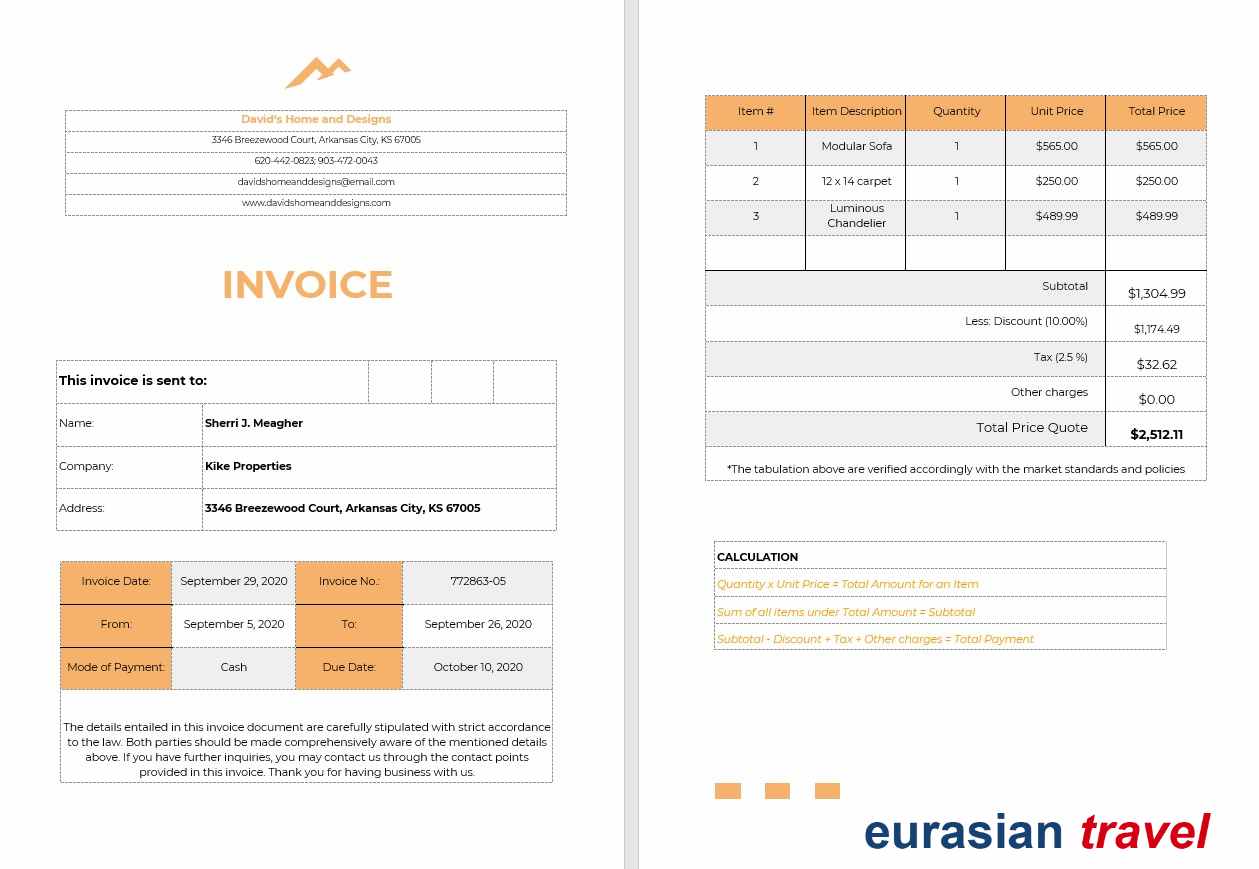 David's Home and Designs
3346 Breezewood Court, Arkansas City, KS 67005
620-442-0823; 903-472-0043
davidshomeanddesigns@email.com
www.davidshomeanddesigns.com
INVOICE
This invoice is sent to:
Name: Sherri J. Meagher
Company: Kike Properties
Address: 3346 Breezewood Court, Arkansas City, KS 67005
Invoice Date: September 29, 2020 Invoice No.: 772863-05
From: September 5, 2020 To: September 26, 2020
Mode of Payment: Cash Due Date: October 10, 2020
The details entailed in this invoice document are carefully stipulated with strict accordance
to the law. Both parties should be made comprehensively aware of the mentioned details
above. If you have further inquiries, you may contact us through the contact points
provided in this invoice. Thank you for having business with us.
Item # Item Description Quantity Unit Price Total Price
1 Modular Sofa 1 $565.00 $565.00
2 12 x 14 carpet 1 $250.00 $250.00
3 Luminous Chandelier 1 $489.99 $489.99
Subtotal $1,304.99
Less: Discount (10.00%) $1,174.49
Tax (2.5 %) $32.62
Other charges $0.00
Total Price Quote $2,512.11
*The tabulation above are verified accordingly with the market standards and policies
CALCULATION
Quantity x Unit Price = Total Amount for an Item
Sum of all items under Total Amount = Subtotal
Subtotal - Discount + Tax + Other charges = Total Payment
eurasian travel